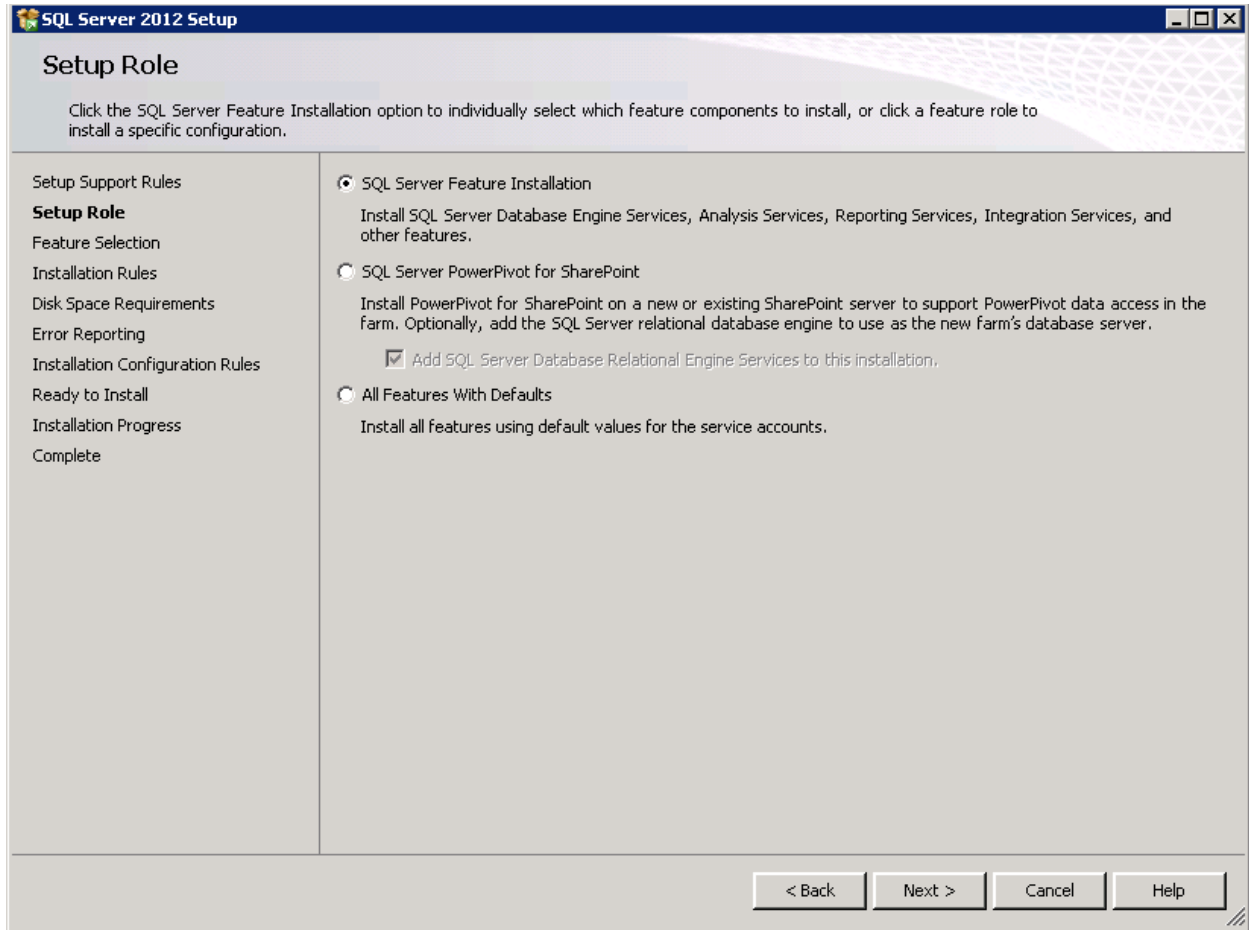 SQL Server 2012 Setup
Setup Role
Click the SQL Server Feature Installation option to individually select which feature components to install, or click a feature role to
install a specific configuration.
Setup Support Rules
Setup Role
Feature Selection
Installation Rules
Disk Space Requirements
Error Reporting
Installation Configuration Rules
Ready to Install
Installation Progress
Complete
SQL Server Feature Installation
Install SQL Server Database Engine Services, Analysis Services, Reporting Services, Integration Services, and
other features.
SQL Server PowerPivot for SharePoint
Install PowerPivot for SharePoint on a new or existing SharePoint server to support PowerPivot data access in the
farm. Optionally, add the SQL Server relational database engine to use as the new farm's database server.
Add SQL Server Database Relational Engine Services to this installation.
All Features With Defaults
Install all features using default values for the service accounts.
< Back
Next >
Cancel
Help